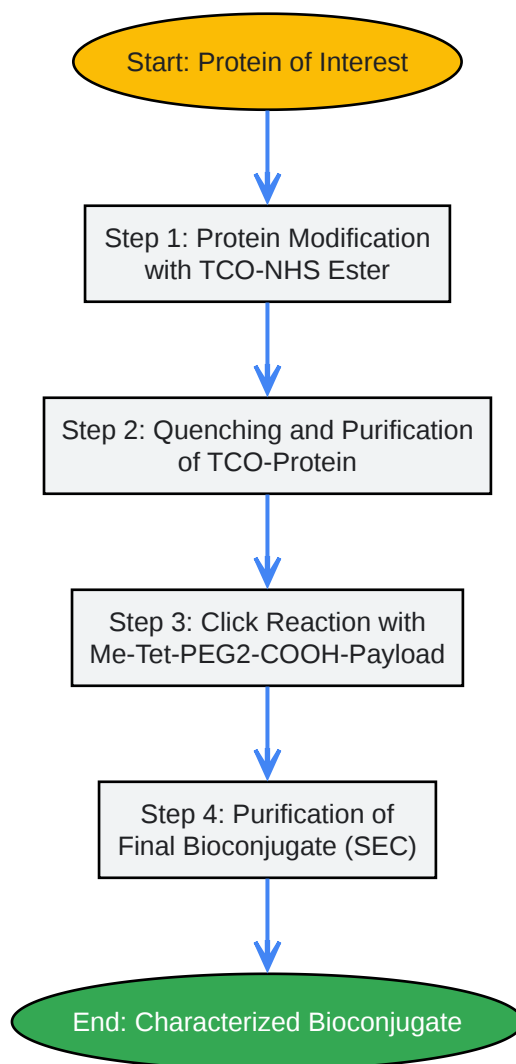 Start: Protein of Interest
Step 1: Protein Modification
with TCO-NHS Ester
Step 2: Quenching and Purification
of TCO-Protein
Step 3: Click Reaction with
Me-Tet-PEG2-COOH-Payload
Step 4: Purification of
Final Bioconjugate (SEC)
End: Characterized Bioconjugate